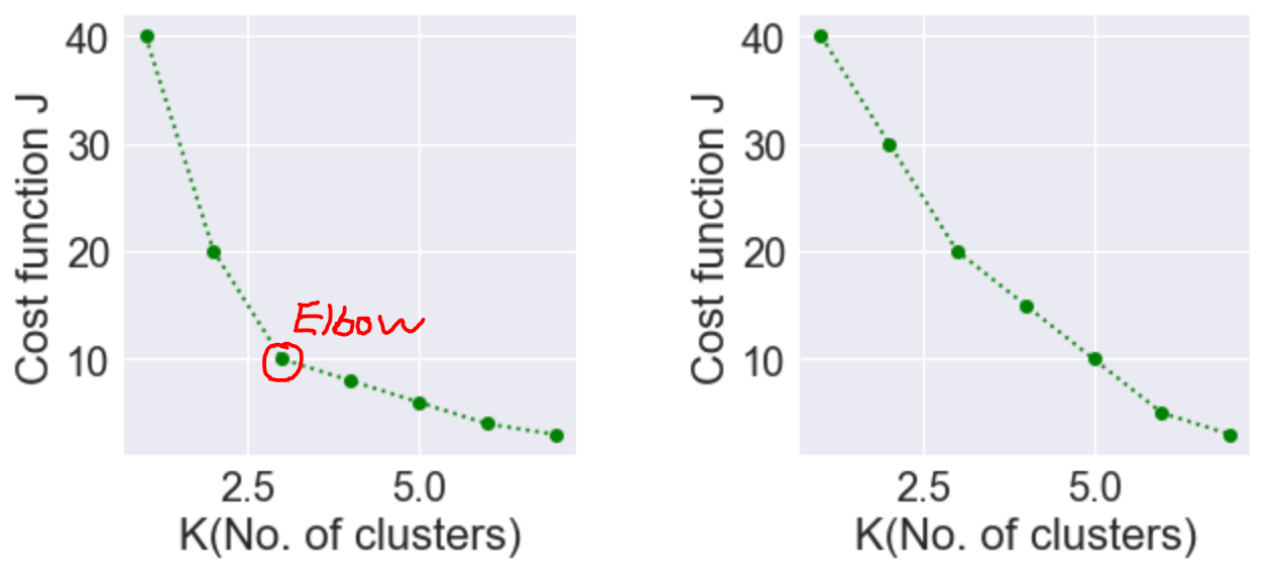 Cost function J
40
30
20
10
Elbow
2.5 5.0
K(No. of clusters)
Cost function J
40
30
20
10
2.5 5.0
K(No. of clusters)